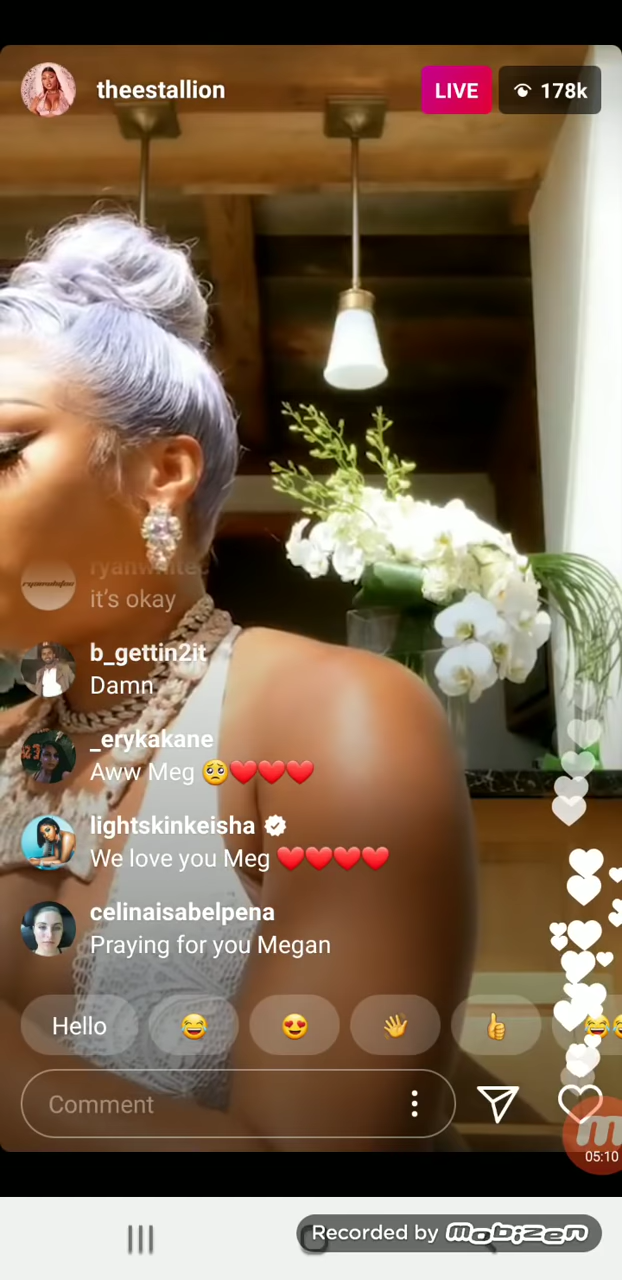 theestallion
LIVE
178k
ryanwhitee
it's okay
b_gettin2it
Damn
_erykakane
Aww Meg 🥺❤️❤️❤️
lightskinkeisha
We love you Meg ❤️❤️❤️❤️
celinaisabelpena
Praying for you Megan
Hello 😂 😍 👋 👍 😂
Comment
05:10
Recorded by mobizen